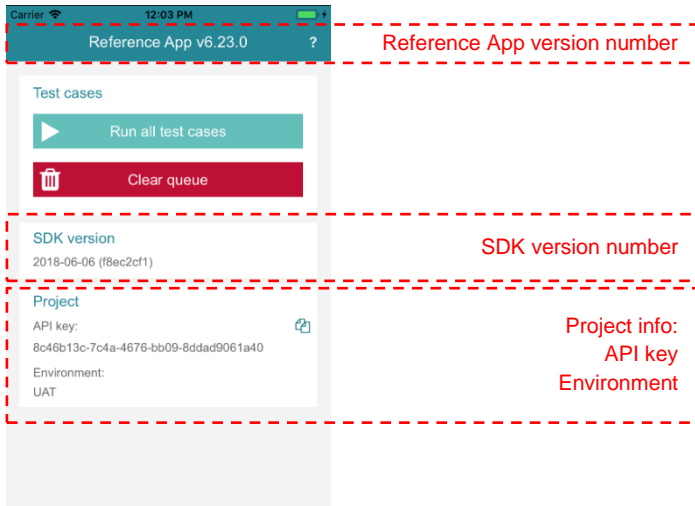 Carrier 12:03 PM
Reference App v6.23.0 ?
Reference App version number
Test cases
Run all test cases
Clear queue
SDK version
2018-06-06 (f8ec2cf1)
SDK version number
Project
API key:
8c46b13c-7c4a-4676-bb09-8ddad9061a40
Environment:
UAT
Project info:
API key
Environment